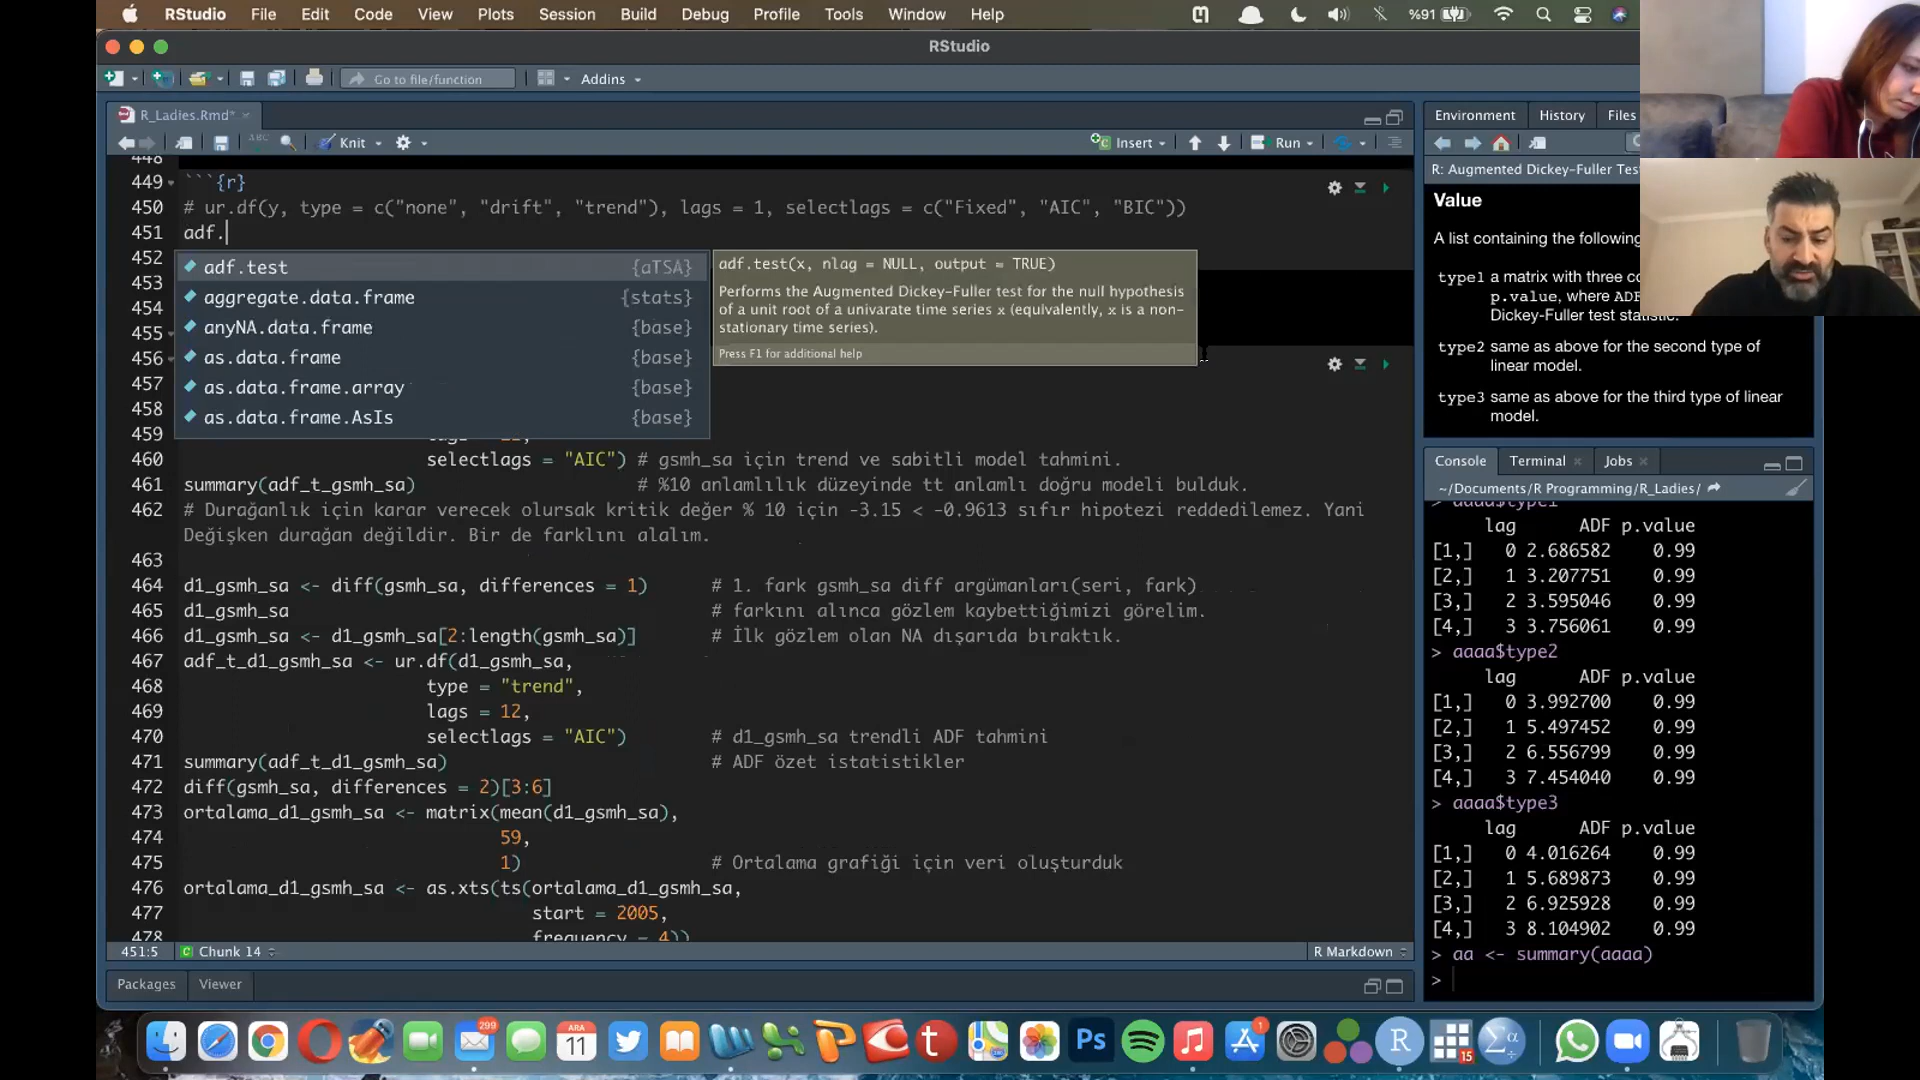 RStudio File Edit Code View Plots Session Build Debug Profile Tools Window Help %91
RStudio
Go to file/function Addins
R_Ladies.Rmd*
ABC Knit Insert Run
448
449 ```{r}
450 # ur.df(y, type = c("none", "drift", "trend"), lags = 1, selectlags = c("Fixed", "AIC", "BIC"))
451 adf.
452
453
454
455
456
457
458
459
adf.test {aTSA}
aggregate.data.frame {stats}
anyNA.data.frame {base}
as.data.frame {base}
as.data.frame.array {base}
as.data.frame.AsIs {base}
adf.test(x, nlag = NULL, output = TRUE)
Performs the Augmented Dickey-Fuller test for the null hypothesis
of a unit root of a univarate time series x (equivalently, x is a non-
stationary time series).
Press F1 for additional help
460 selectlags = "AIC") # gsmh_sa için trend ve sabitli model tahmini.
461 summary(adf_t_gsmh_sa) # %10 anlamlılık düzeyinde tt anlamlı doğru modeli bulduk.
462 # Durağanlık için karar verecek olursak kritik değer % 10 için -3.15 < -0.9613 sıfır hipotezi reddedilemez. Yani
Değişken durağan değildir. Bir de farklını alalım.
463
464 d1_gsmh_sa <- diff(gsmh_sa, differences = 1) # 1. fark gsmh_sa diff argümanları(seri, fark)
465 d1_gsmh_sa # farkını alınca gözlem kaybettiğimizi görelim.
466 d1_gsmh_sa <- d1_gsmh_sa[2:length(gsmh_sa)] # İlk gözlem olan NA dışarıda bıraktık.
467 adf_t_d1_gsmh_sa <- ur.df(d1_gsmh_sa,
468 type = "trend",
469 lags = 12,
470 selectlags = "AIC") # d1_gsmh_sa trendli ADF tahmini
471 summary(adf_t_d1_gsmh_sa) # ADF özet istatistikler
472 diff(gsmh_sa, differences = 2)[3:6]
473 ortalama_d1_gsmh_sa <- matrix(mean(d1_gsmh_sa),
474 59,
475 1) # Ortalama grafiği için veri oluşturduk
476 ortalama_d1_gsmh_sa <- as.xts(ts(ortalama_d1_gsmh_sa,
477 start = 2005,
478 frequency = 4))
451:5 Chunk 14 R Markdown
Packages Viewer
Environment History Files
R: Augmented Dickey-Fuller Tes
Value
A list containing the following
type1 a matrix with three co
p.value, where ADF
Dickey-Fuller test statistic.
type2 same as above for the second type of
linear model.
type3 same as above for the third type of linear
model.
Console Terminal Jobs
~/Documents/R Programming/R_Ladies/
aaaa$type1
lag ADF p.value
[1,] 0 2.686582 0.99
[2,] 1 3.207751 0.99
[3,] 2 3.595046 0.99
[4,] 3 3.756061 0.99
> aaaa$type2
lag ADF p.value
[1,] 0 3.992700 0.99
[2,] 1 5.497452 0.99
[3,] 2 6.556799 0.99
[4,] 3 7.454040 0.99
> aaaa$type3
lag ADF p.value
[1,] 0 4.016264 0.99
[2,] 1 5.689873 0.99
[3,] 2 6.925928 0.99
[4,] 3 8.104902 0.99
> aa <- summary(aaaa)
>
299 ARA 11 t Ps 1 R 15 Σα